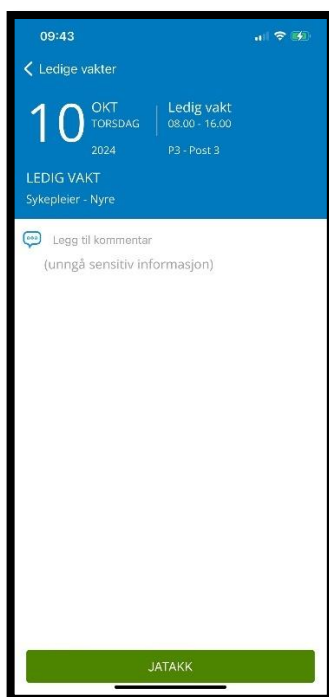 09:43
Ledige vakter
10 OKT TORSDAG 2024
Ledig vakt
08.00 - 16.00
P3 - Post 3
LEDIG VAKT
Sykepleier - Nyre
Legg til kommentar
(unngå sensitiv informasjon)
JATAKK